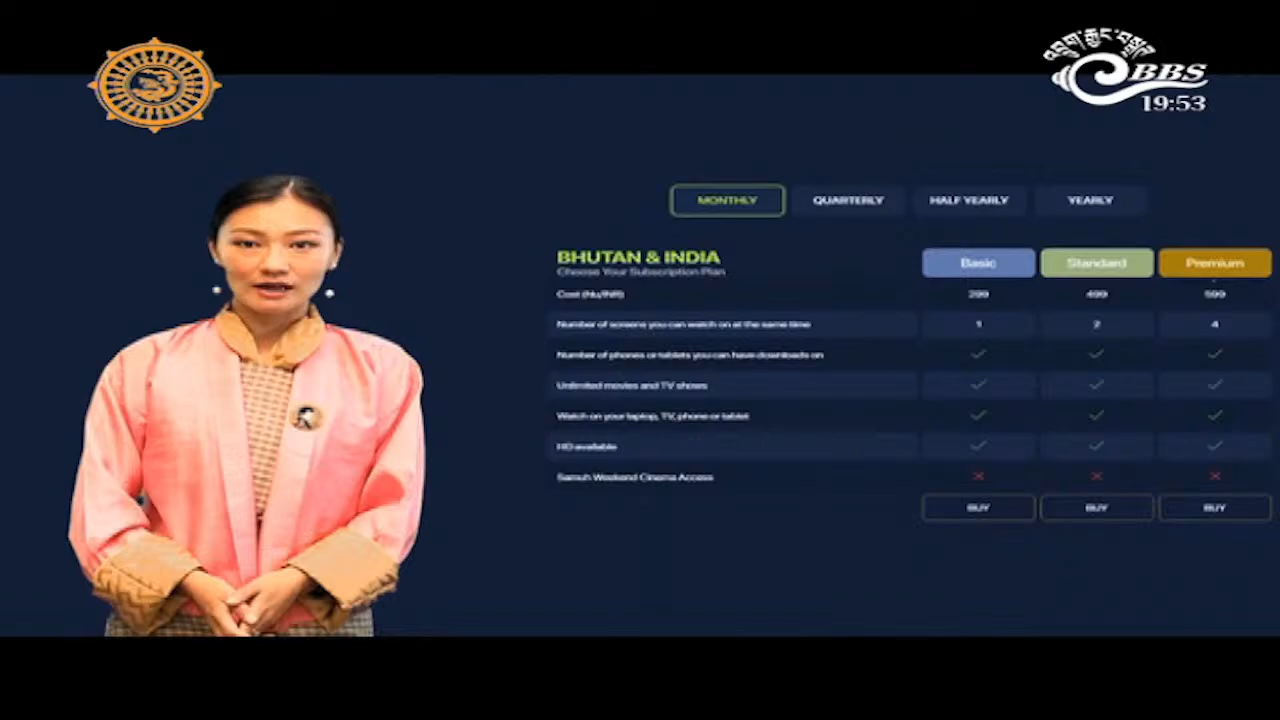 འབྲུག་རྒྱང་བསྒྲགས
BBS
19:53
MONTHLY QUARTERLY HALF YEARLY YEARLY
BHUTAN & INDIA
Choose Your Subscription Plan
Basic Standard Premium
Cost (Nu/INR) 299 499 599
Number of screens you can watch on at the same time 1 2 4
Number of phones or tablets you can have downloads on
Unlimited movies and TV shows
Watch on your laptop, TV, phone or tablet
HD available
Samuh Weekend Cinema Access
BUY BUY BUY